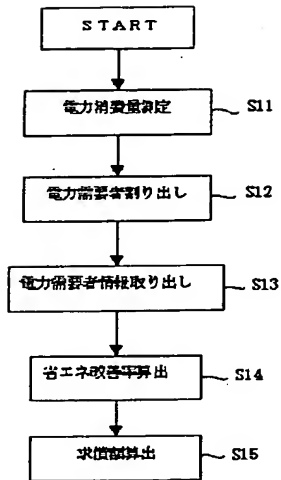 START
電力消費量測定
S11
電力需要者割り出し
S12
電力需要者情報取り出し
S13
省エネ改善率算出
S14
求償額算出
S15